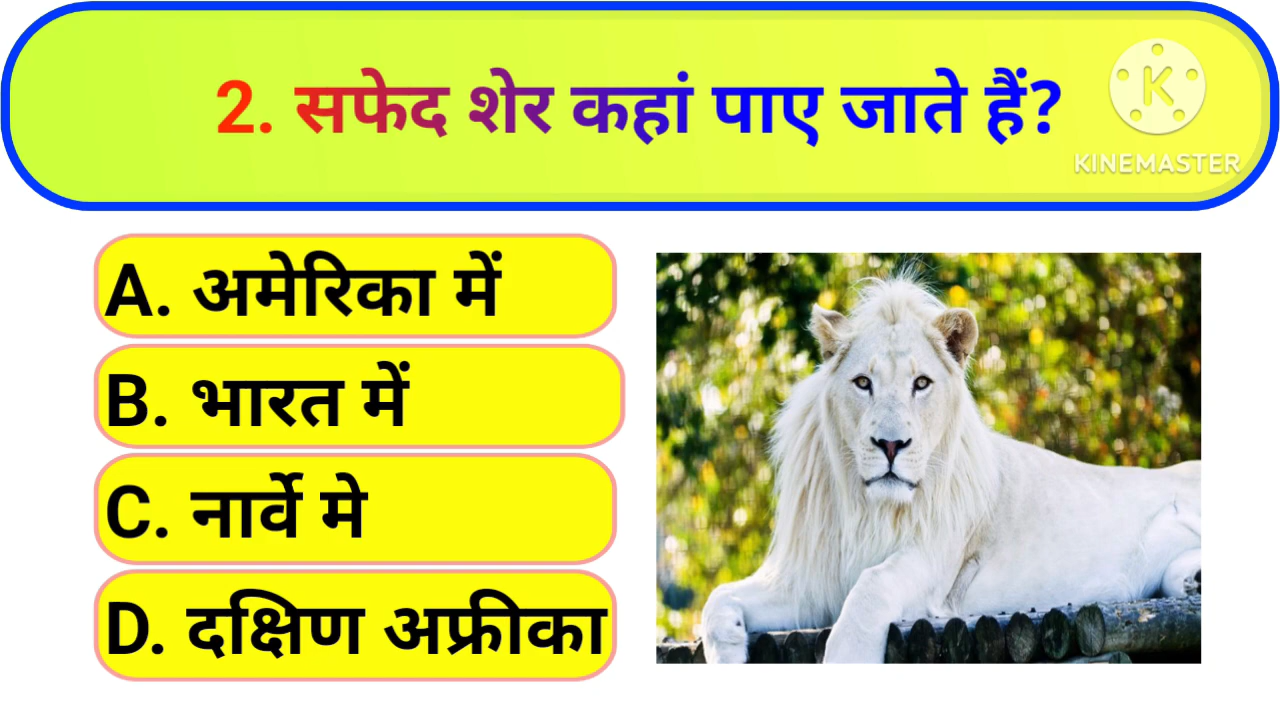 2. सफेद शेर कहां पाए जाते हैं?
KINEMASTER
A. अमेरिका में
B. भारत में
C. नार्वे मे
D. दक्षिण अफ्रीका